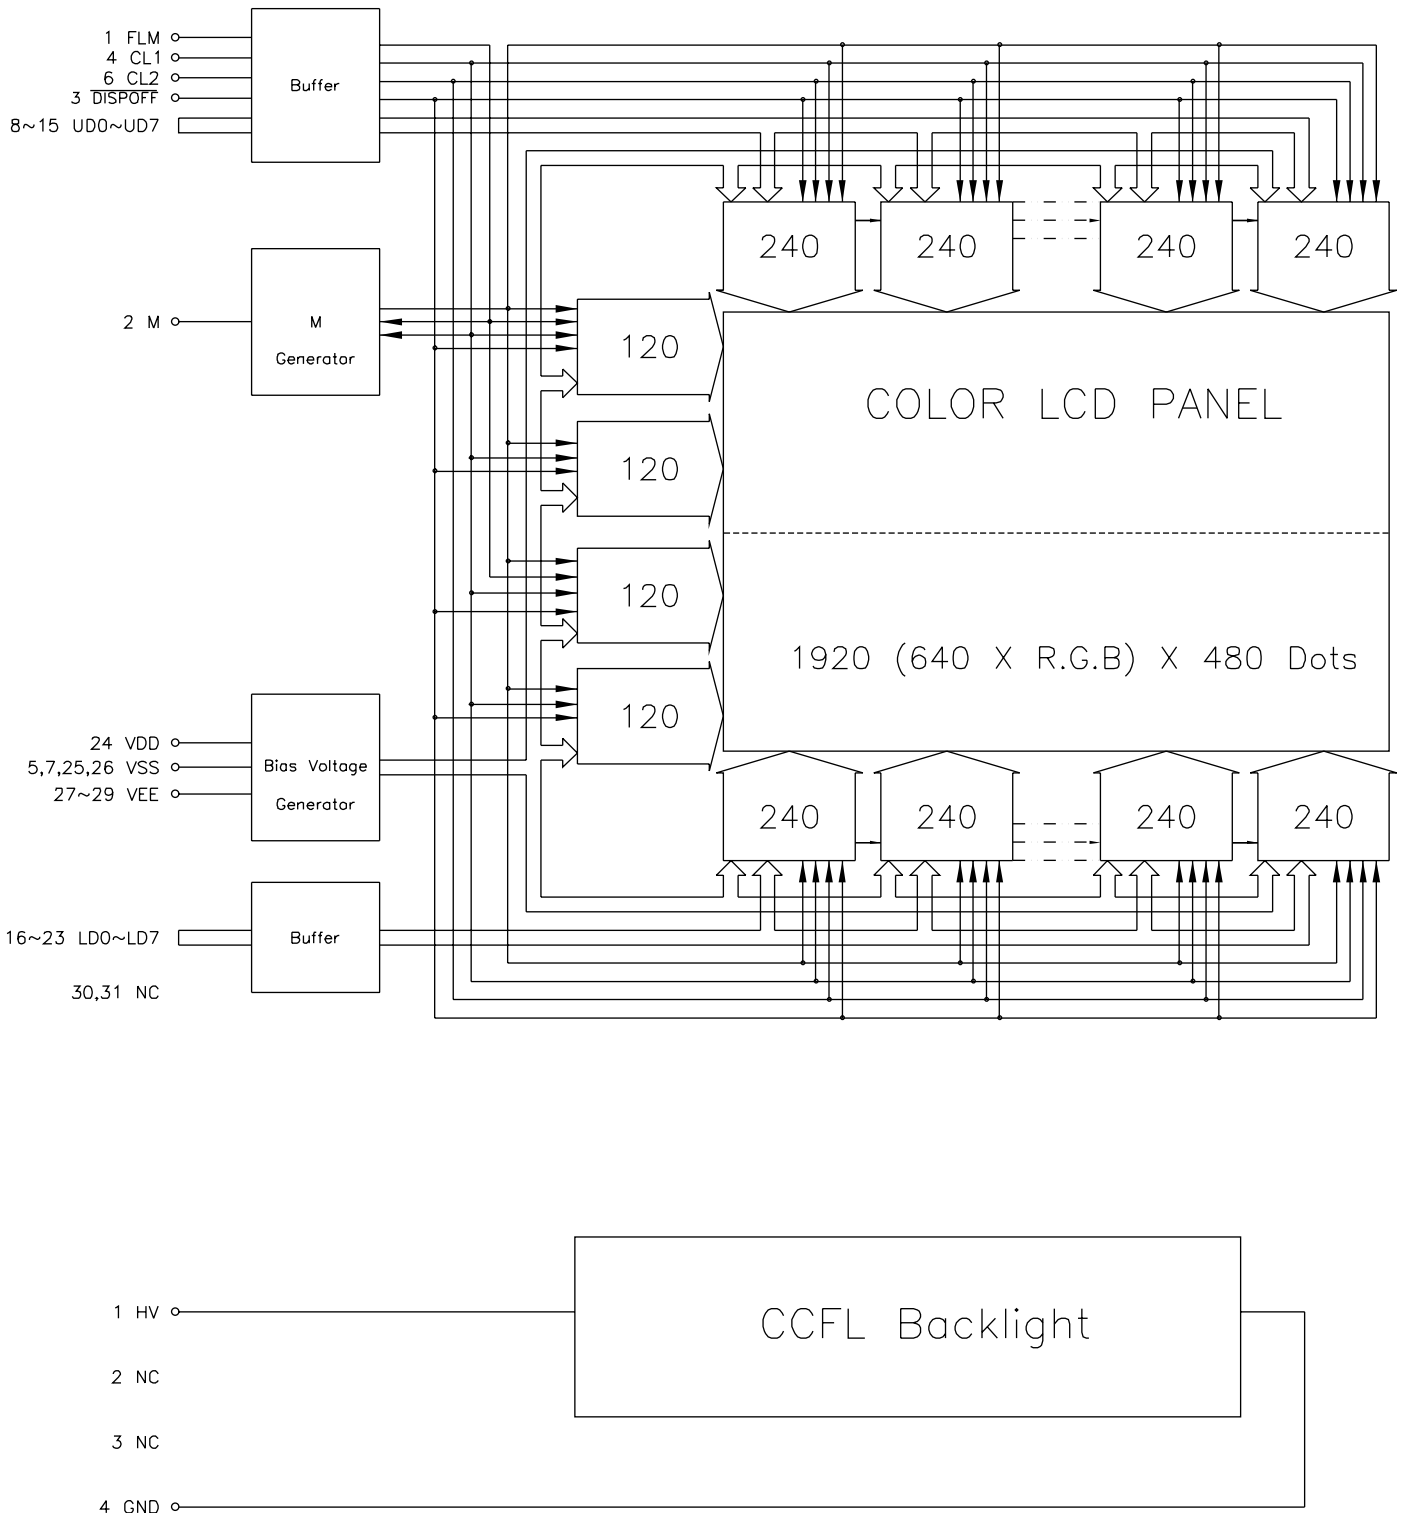 1 FLM
4 CL1
6 CL2
3 DISPOFF
8~15 UD0~UD7
Buffer
240 240 240 240
2 M
M
Generator
120
COLOR LCD PANEL
120
120
1920 (640 X R.G.B) X 480 Dots
120
24 VDD
5,7,25,26 VSS
27~29 VEE
Bias Voltage
Generator
240 240 240 240
16~23 LD0~LD7
Buffer
30,31 NC
1 HV
CCFL Backlight
2 NC
3 NC
4 GND